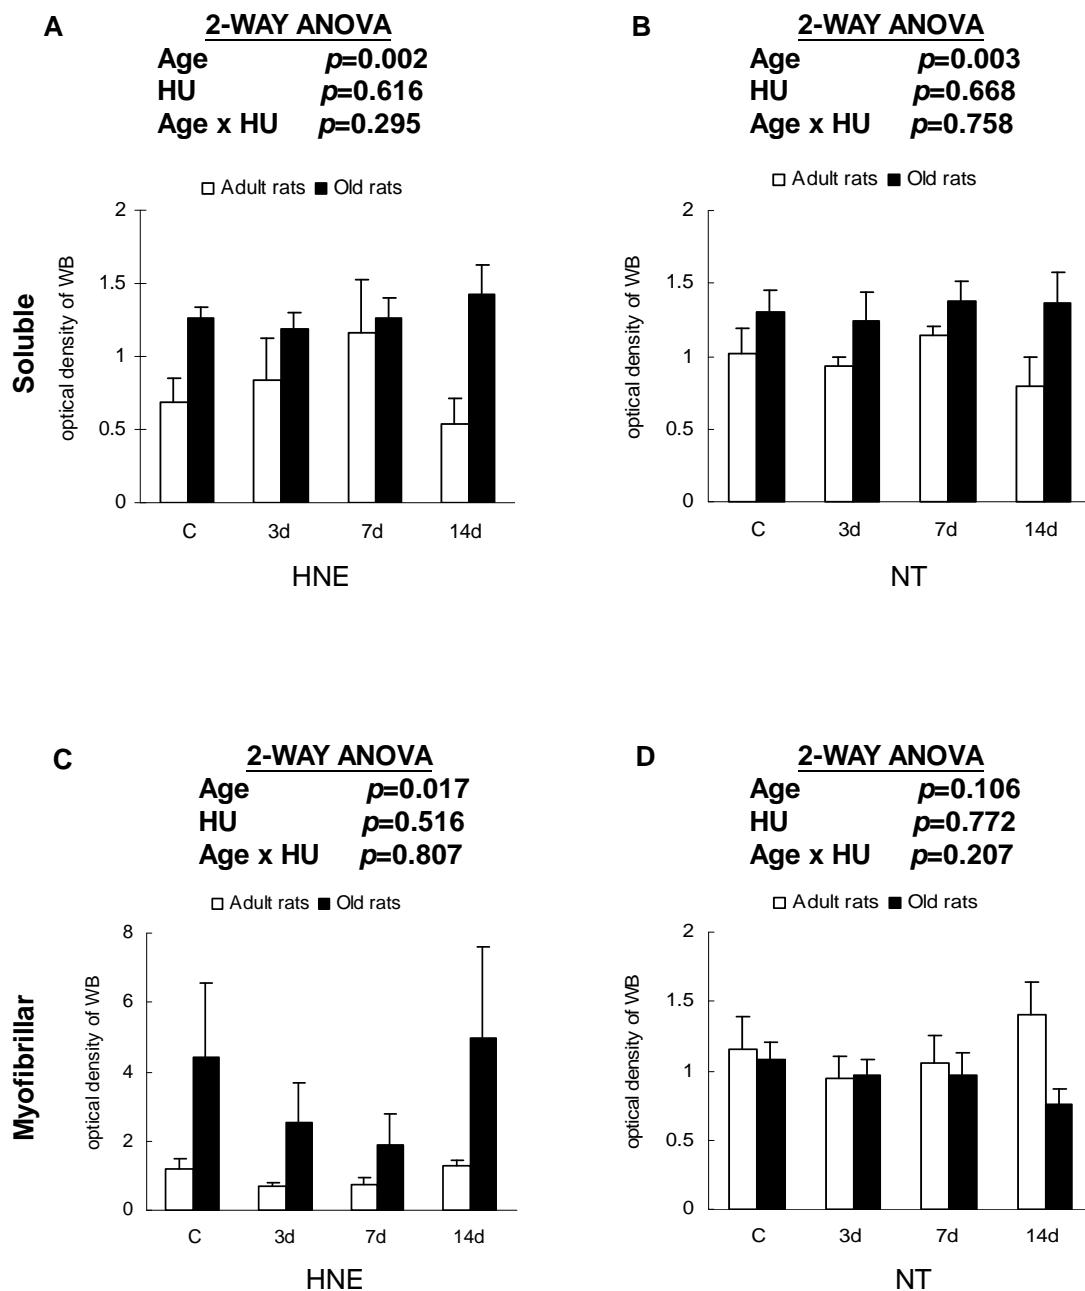 A
2-WAY ANOVA
Age p=0.002
HU p=0.616
Age x HU p=0.295
Adult rats Old rats
Soluble
optical density of WB
2
1.5
1
0.5
0
C 3d 7d 14d
HNE
B
2-WAY ANOVA
Age p=0.003
HU p=0.668
Age x HU p=0.758
Adult rats Old rats
optical density of WB
2
1.5
1
0.5
0
C 3d 7d 14d
NT
C
2-WAY ANOVA
Age p=0.017
HU p=0.516
Age x HU p=0.807
Adult rats Old rats
Myofibrillar
optical density of WB
8
6
4
2
0
C 3d 7d 14d
HNE
D
2-WAY ANOVA
Age p=0.106
HU p=0.772
Age x HU p=0.207
Adult rats Old rats
optical density of WB
2
1.5
1
0.5
0
C 3d 7d 14d
NT